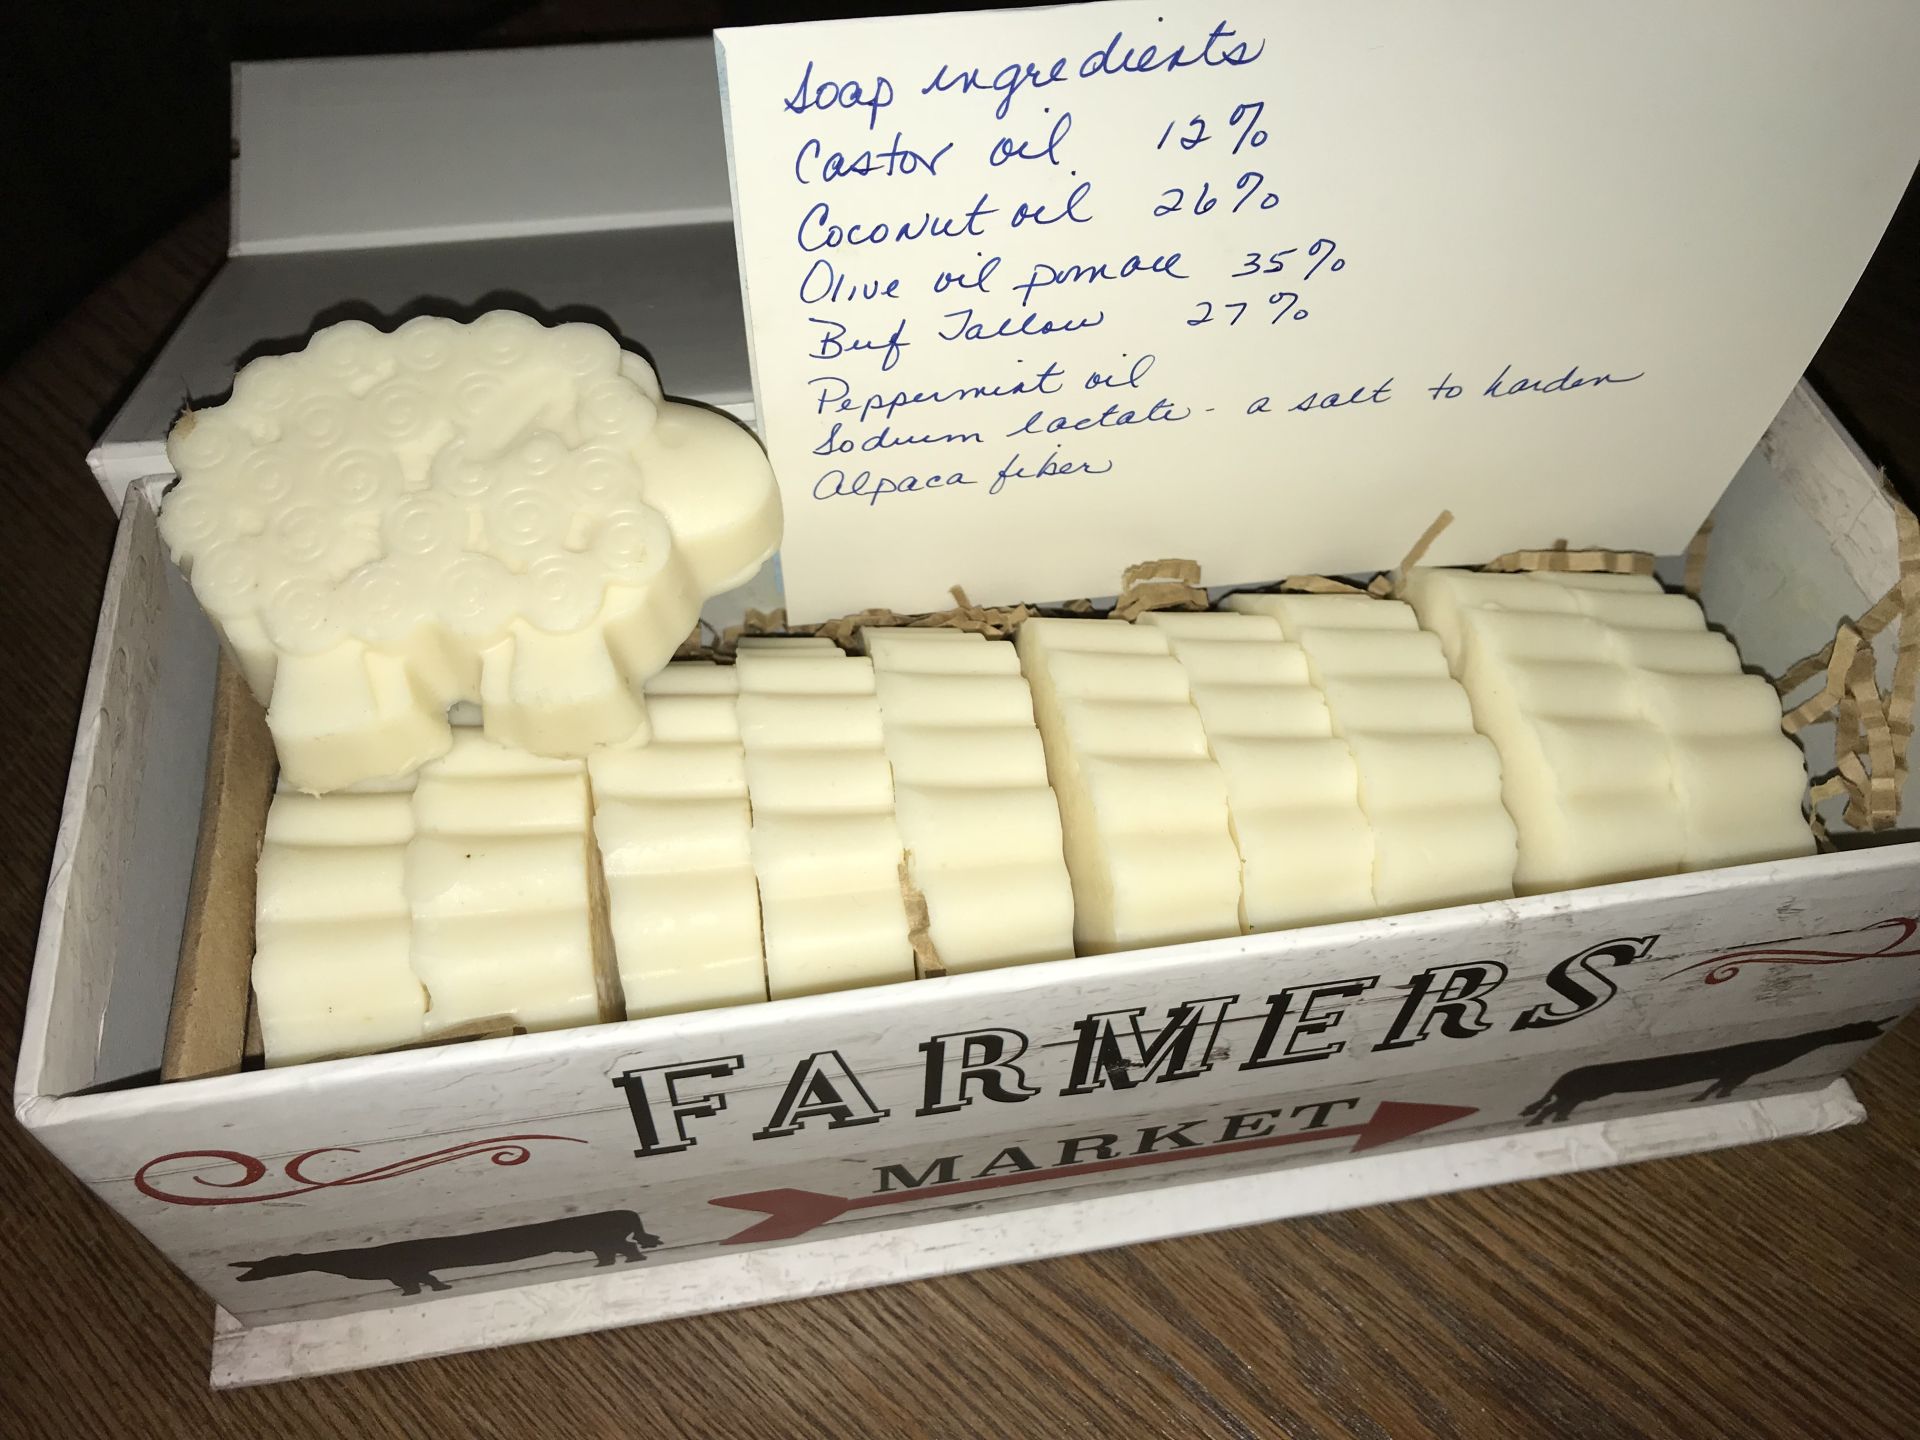 Soap ingredients
Castor oil 12%
Coconut oil 26%
Olive oil pomace 35%
Beef Tallow 27%
Peppermint oil
Sodium lactate - a salt to harden
Alpaca fiber
FARMERS
MARKET